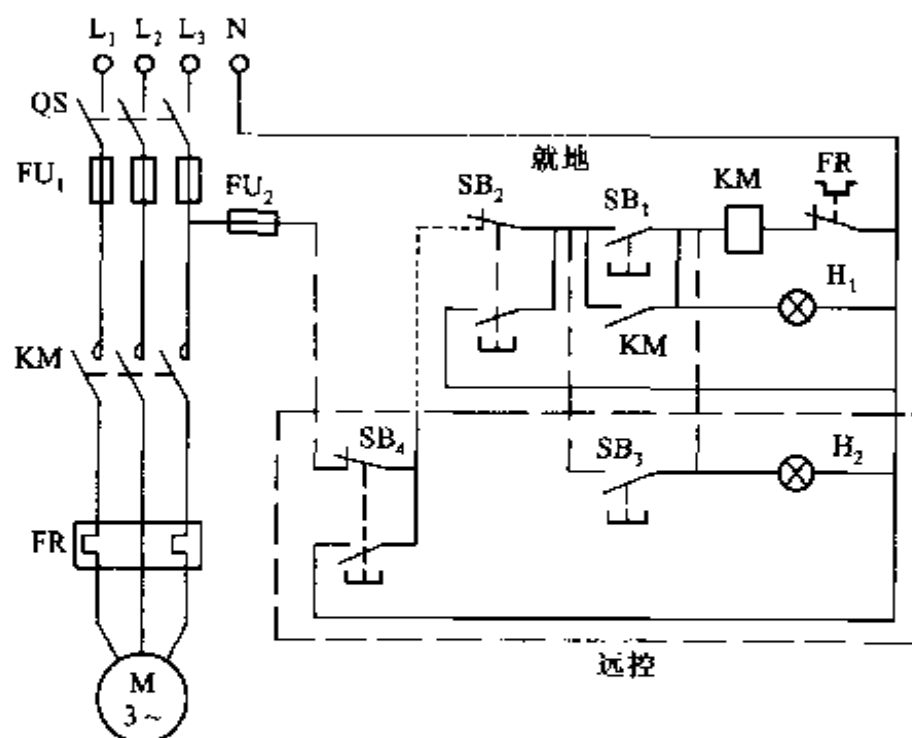 L₁ L₂ L₃ N
QS
就地
FU₁
FU₂
SB₂
SB₁
KM
FR
H₁
KM
KM
SB₄
SB₃
H₂
FR
远控
M
3~